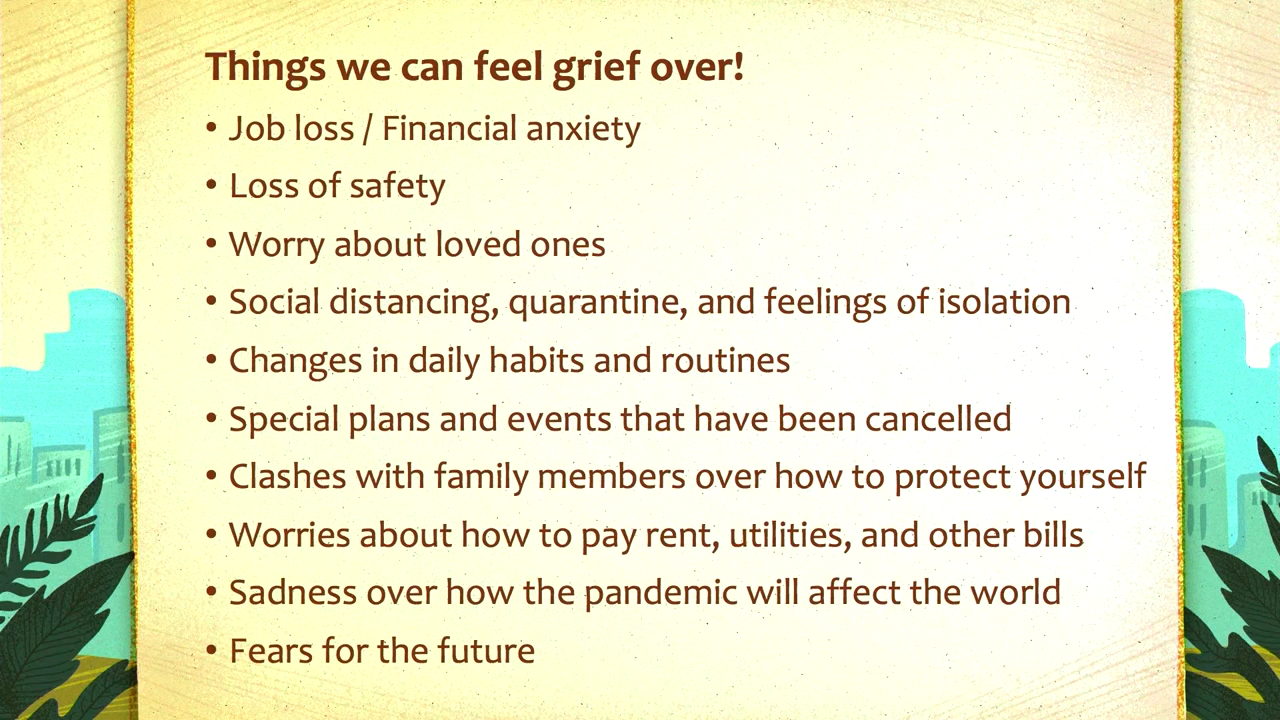 Things we can feel grief over!
• Job loss / Financial anxiety
• Loss of safety
• Worry about loved ones
• Social distancing, quarantine, and feelings of isolation
• Changes in daily habits and routines
• Special plans and events that have been cancelled
• Clashes with family members over how to protect yourself
• Worries about how to pay rent, utilities, and other bills
• Sadness over how the pandemic will affect the world
• Fears for the future